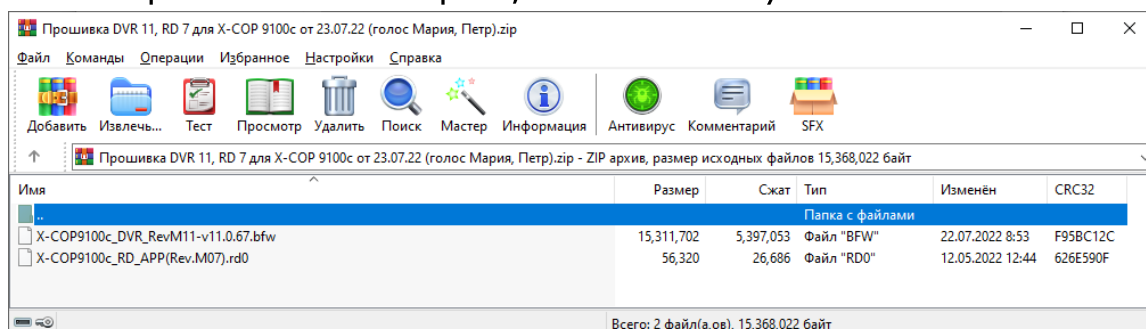 Прошивка DVR 11, RD 7 для X-COP 9100c от 23.07.22 (голос Мария, Петр).zip
Файл Команды Операции Избранное Настройки Справка
Добавить Извлечь... Тест Просмотр Удалить Поиск Мастер Информация Антивирус Комментарий SFX
Прошивка DVR 11, RD 7 для X-COP 9100c от 23.07.22 (голос Мария, Петр).zip - ZIP архив, размер исходных файлов 15,368,022 байт
Имя Размер Сжат Тип Изменён CRC32
.. Папка с файлами
X-COP9100c_DVR_RevM11-v11.0.67.bfw 15,311,702 5,397,053 Файл "BFW" 22.07.2022 8:53 F95BC12C
X-COP9100c_RD_APP(Rev.M07).rd0 56,320 26,686 Файл "RD0" 12.05.2022 12:44 626E590F
Всего: 2 файл(а,ов), 15,368,022 байт